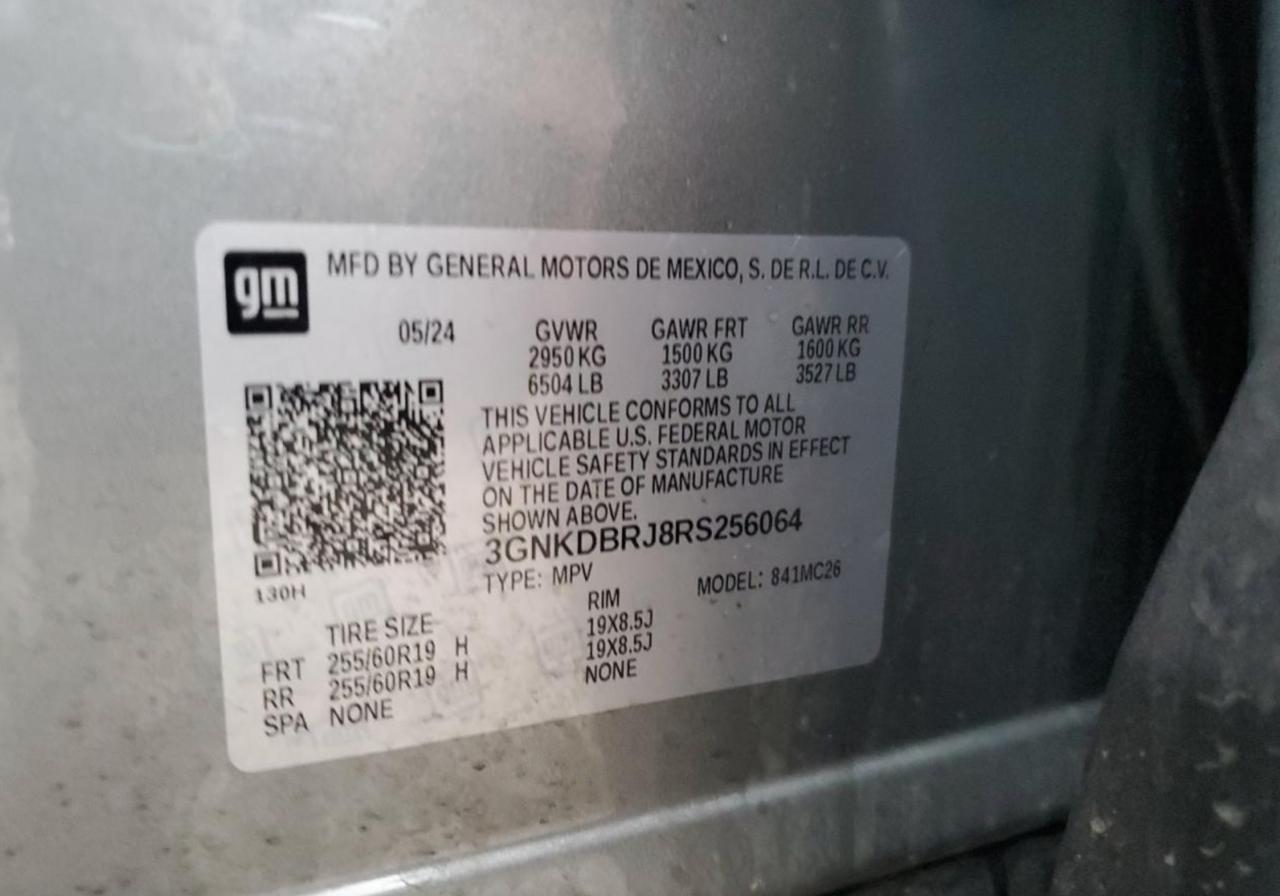 gm
MFD BY GENERAL MOTORS DE MEXICO, S. DE R.L. DE C.V.
05/24 GVWR GAWR FRT GAWR RR
2950 KG 1500 KG 1600 KG
6504 LB 3307 LB 3527 LB
THIS VEHICLE CONFORMS TO ALL
APPLICABLE U.S. FEDERAL MOTOR
VEHICLE SAFETY STANDARDS IN EFFECT
ON THE DATE OF MANUFACTURE
SHOWN ABOVE.
3GNKDBRJ8RS256064
130H
TYPE: MPV MODEL: 841MC26
TIRE SIZE RIM
FRT 255/60R19 H 19X8.5J
RR 255/60R19 H 19X8.5J
SPA NONE NONE